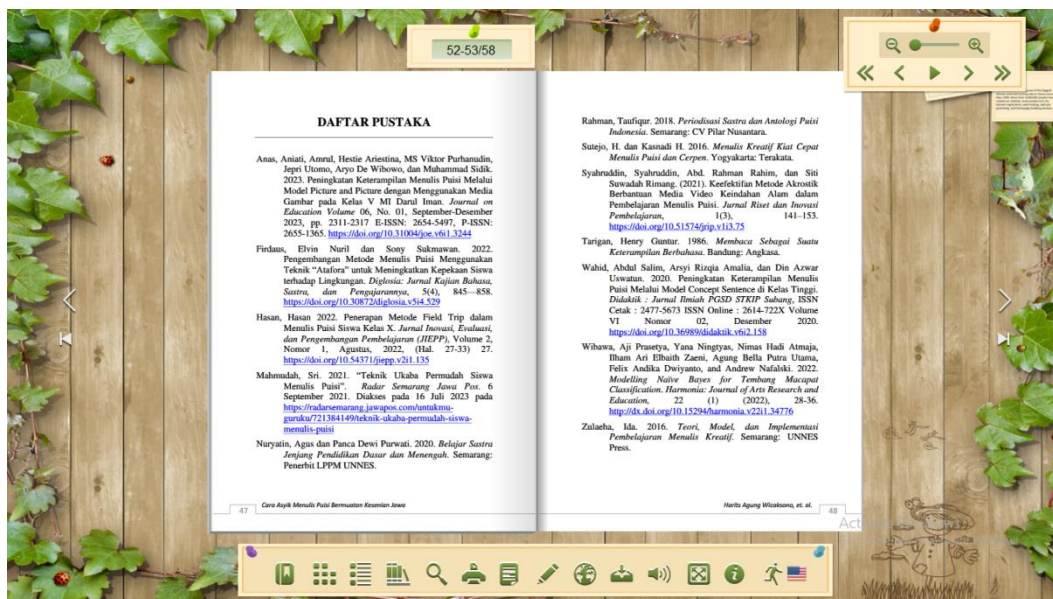 52-53/58
DAFTAR PUSTAKA
Anas, Aniati, Amrul, Hestie Ariestina, MS Viktor Purhanudin,
Jepri Utomo, Aryo De Wibowo, dan Muhammad Sidik.
2023. Peningkatan Keterampilan Menulis Puisi Melalui
Model Picture and Picture dengan Menggunakan Media
Gambar pada Kelas V MI Darul Iman. Journal on
Education Volume 06, No. 01, September-Desember
2023, pp. 2311-2317 E-ISSN: 2654-5497, P-ISSN:
2655-1365, https://doi.org/10.31004/joe.v6i1.3244
Firdaus, Elvin Nuril dan Sony Sukmawan. 2022.
Pengembangan Metode Menulis Puisi Menggunakan
Teknik “Atafora” untuk Meningkatkan Kepekaan Siswa
terhadap Lingkungan. Diglosia: Jurnal Kajian Bahasa,
Sastra, dan Pengajarannya, 5(4), 845—858.
https://doi.org/10.30872/diglosia.v5i4.529
Hasan, Hasan 2022. Penerapan Metode Field Trip dalam
Menulis Puisi Siswa Kelas X. Jurnal Inovasi, Evaluasi,
dan Pengembangan Pembelajaran (JIEPP), Volume 2,
Nomor 1, Agustus, 2022, (Hal. 27-33) 27.
https://doi.org/10.54371/jiepp.v2i1.135
Mahmudah, Sri. 2021. “Teknik Ukaba Permudah Siswa
Menulis Puisi”. Radar Semarang Jawa Pos. 6
September 2021. Diakses pada 16 Juli 2023 pada
https://radarsemarang.jawapos.com/untukmu-
guruku/721384149/teknik-ukaba-permudah-siswa-
menulis-puisi
Nuryatin, Agus dan Panca Dewi Purwati. 2020. Belajar Sastra
Jenjang Pendidikan Dasar dan Menengah. Semarang:
Penerbit LPPM UNNES.
47 Cara Asyik Menulis Puisi Bermuatan Kesenian Jawa
Rahman, Taufiqur. 2018. Periodisasi Sastra dan Antologi Puisi
Indonesia. Semarang: CV Pilar Nusantara.
Sutejo, H. dan Kasnadi H. 2016. Menulis Kreatif Kiat Cepat
Menulis Puisi dan Cerpen. Yogyakarta: Terakata.
Syahruddin, Syahruddin, Abd. Rahman Rahim, dan Siti
Suwadah Rimang. (2021). Keefektifan Metode Akrostik
Berbantuan Media Video Keindahan Alam dalam
Pembelajaran Menulis Puisi. Jurnal Riset dan Inovasi
Pembelajaran, 1(3), 141–153.
https://doi.org/10.51574/jrip.v1i3.75
Tarigan, Henry Guntur. 1986. Membaca Sebagai Suatu
Keterampilan Berbahasa. Bandung: Angkasa.
Wahid, Abdul Salim, Arsyi Rizqia Amalia, dan Din Azwar
Uswatun. 2020. Peningkatan Keterampilan Menulis
Puisi Melalui Model Concept Sentence di Kelas Tinggi.
Didaktik : Jurnal Ilmiah PGSD STKIP Subang, ISSN
Cetak : 2477-5673 ISSN Online : 2614-722X Volume
VI Nomor 02, Desember 2020.
https://doi.org/10.36989/didaktik.v6i2.158
Wibawa, Aji Prasetya, Yana Ningtyas, Nimas Hadi Atmaja,
Ilham Ari Elbaith Zaeni, Agung Bella Putra Utama,
Felix Andika Dwiyanto, and Andrew Nafalski. 2022.
Modelling Naïve Bayes for Tembang Macapat
Classification. Harmonia: Journal of Arts Research and
Education, 22 (1) (2022), 28-36.
http://dx.doi.org/10.15294/harmonia.v22i1.34776
Zulaeha, Ida. 2016. Teori, Model, dan Implementasi
Pembelajaran Menulis Kreatif. Semarang: UNNES
Press.
Harits Agung Wicaksono, et. al. 48